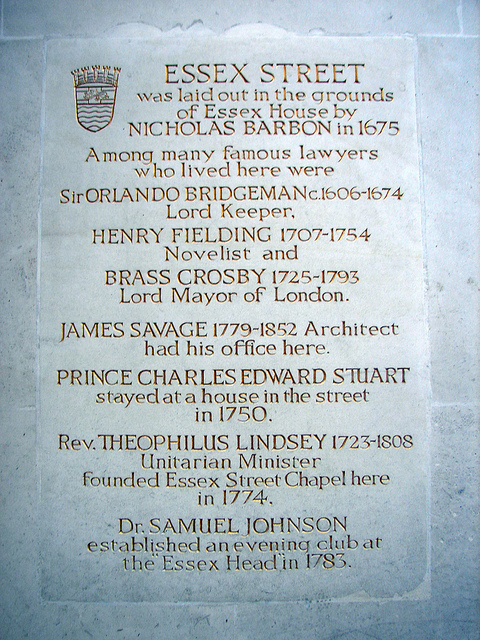 ESSEX STREET
was laid out in the grounds
of Essex House by
NICHOLAS BARBON in 1675
Among many famous lawyers
who lived here were
Sir ORLANDO BRIDGEMAN c.1606-1674
Lord Keeper,
HENRY FIELDING 1707-1754
Novelist and
BRASS CROSBY 1725-1793
Lord Mayor of London.
JAMES SAVAGE 1779-1852 Architect
had his office here.
PRINCE CHARLES EDWARD STUART
stayed at a house in the street
in 1750.
Rev. THEOPHILUS LINDSEY 1723-1808
Unitarian Minister
founded Essex Street Chapel here
in 1774.
Dr. SAMUEL JOHNSON
established an evening club at
the 'Essex Head' in 1783.